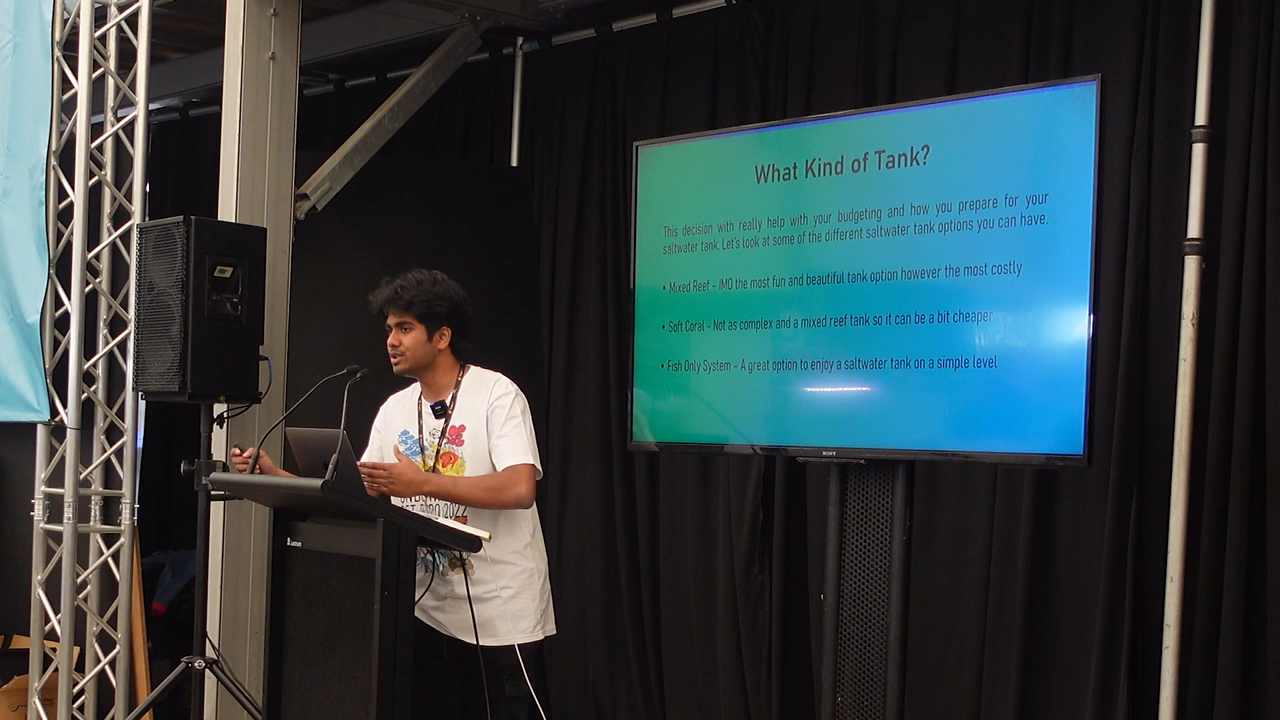 What Kind of Tank?
This decision with really help with your budgeting and how you prepare for your
saltwater tank. Let's look at some of the different saltwater tank options you can have.
• Mixed Reef – IMO the most fun and beautiful tank option however the most costly
• Soft Coral – Not as complex and a mixed reef tank so it can be a bit cheaper
• Fish Only System – A great option to enjoy a saltwater tank on a simple level
SONY
2022